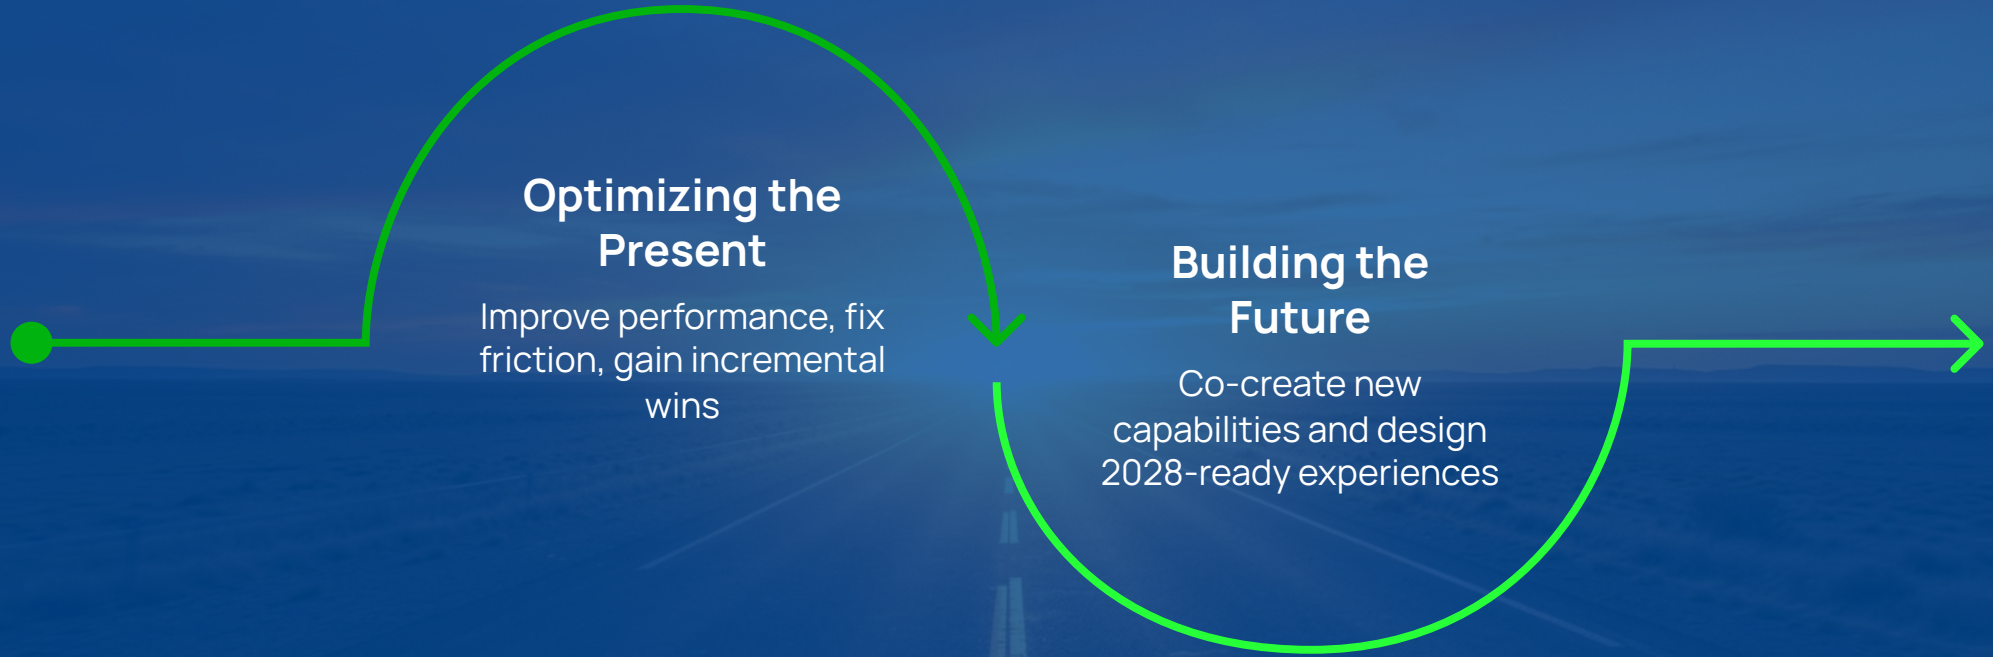 Optimizing the
Present
Improve performance, fix
friction, gain incremental
wins
Building the
Future
Co-create new
capabilities and design
2028-ready experiences